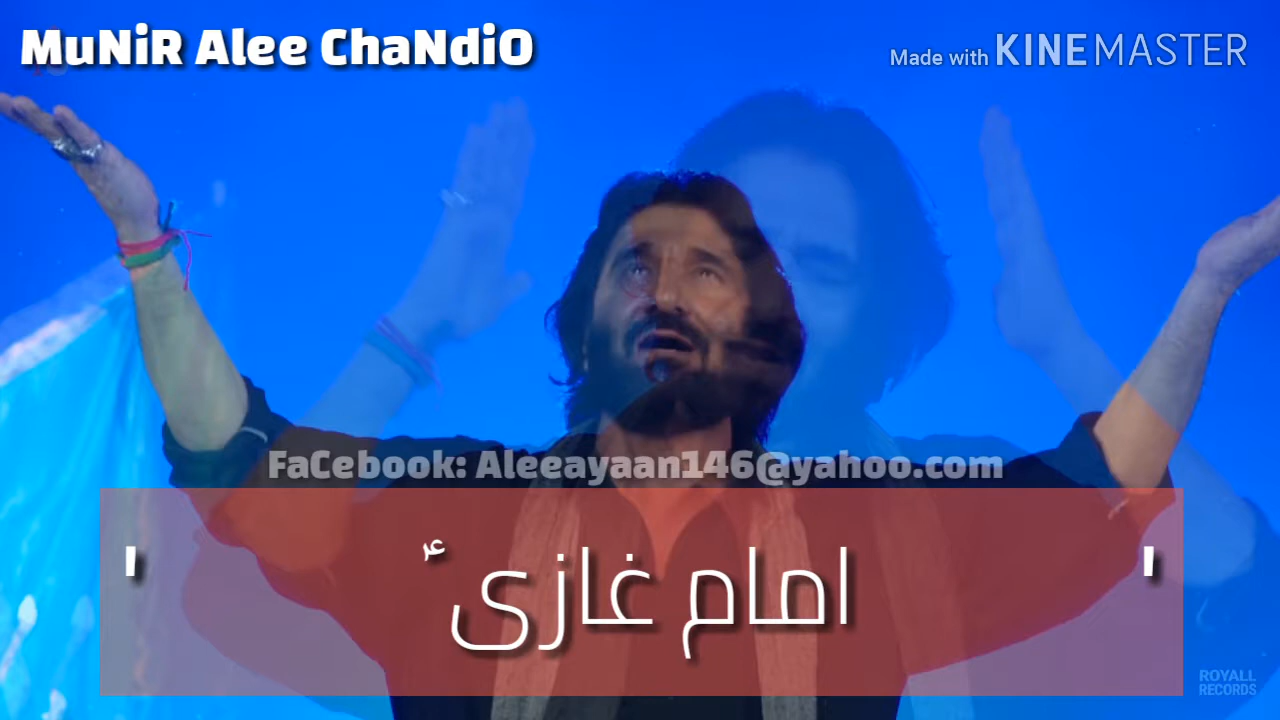 MuNiR Alee ChaNdiO
Made with KINEMASTER
FaCebook: Aleeayaan146@yahoo.com
' امام غازی ؑ '
ROYALL
RECORDS